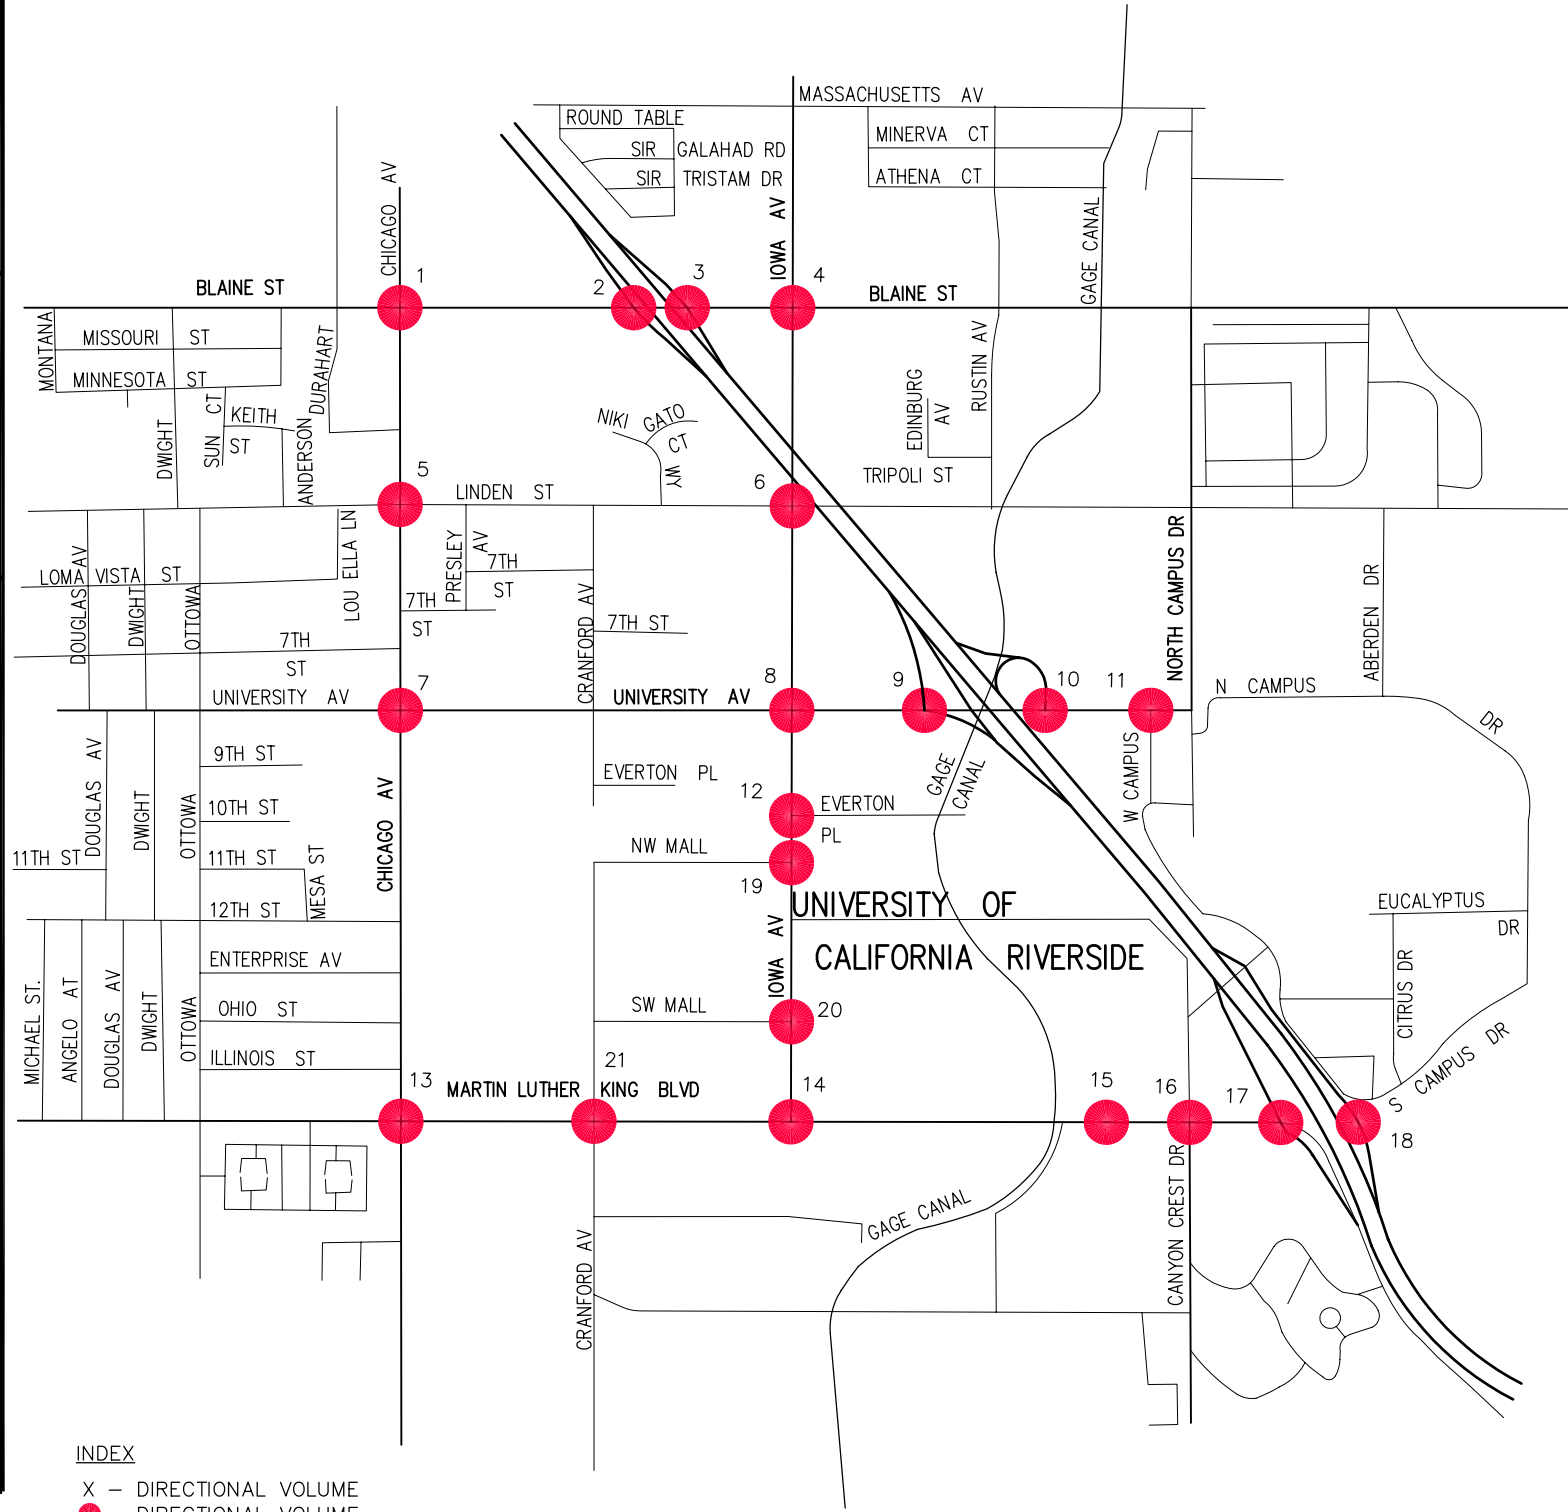 MASSACHUSETTS AV
ROUND TABLE
MINERVA CT
SIR GALAHAD RD
SIR TRISTAM DR
ATHENA CT
CHICAGO AV
IOWA AV
GAGE CANAL
1
2
3
4
BLAINE ST
BLAINE ST
MONTANA
MISSOURI ST
MINNESOTA ST
DURAHART
RUSTIN AV
EDINBURG AV
SUN CT
KEITH ST
DWIGHT
ANDERSON
NIKI GATO
CT WY
TRIPOLI ST
5
6
LINDEN ST
LOU ELLA LN
PRESLEY AV
7TH ST
NORTH CAMPUS DR
DOUGLAS AV
LOMA VISTA ST
DWIGHT
OTTOWA
7TH ST
CRANFORD AV
7TH ST
7TH ST
ABERDEN DR
7
8
9
10
11
UNIVERSITY AV
UNIVERSITY AV
N CAMPUS DR
9TH ST
DOUGLAS AV
DWIGHT
OTTOWA
10TH ST
CHICAGO AV
EVERTON PL
12
EVERTON PL
GAGE CANAL
W CAMPUS
11TH ST
11TH ST
MESA ST
NW MALL
19
12TH ST
UNIVERSITY OF
CALIFORNIA RIVERSIDE
EUCALYPTUS DR
IOWA AV
CITRUS DR
ENTERPRISE AV
MICHAEL ST.
ANGELO AT
DOUGLAS AV
DWIGHT
OTTOWA
OHIO ST
SW MALL
20
ILLINOIS ST
S CAMPUS DR
13
MARTIN LUTHER KING BLVD
21
14
15
16
17
18
CANYON CREST DR
GAGE CANAL
CRANFORD AV
INDEX
X – DIRECTIONAL VOLUME
DIRECTIONAL VOLUME